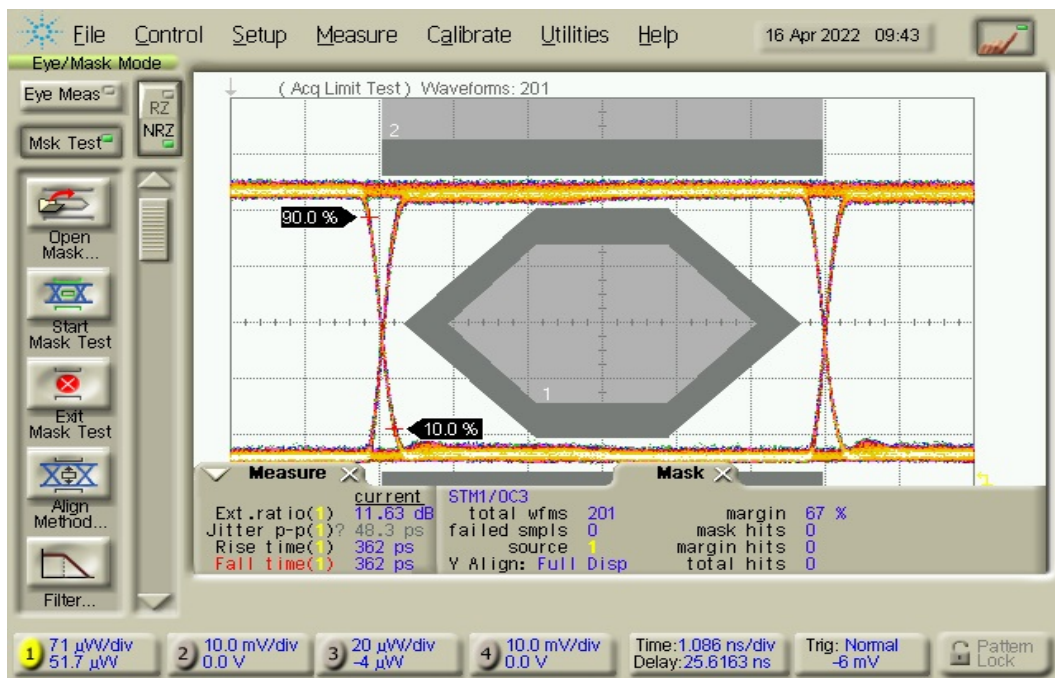 File Control Setup Measure Calibrate Utilities Help 16 Apr 2022 09:43
Eye/Mask Mode
Eye Meas
RZ
NRZ
Msk Test
Open
Mask...
Start
Mask Test
Exit
Mask Test
Align
Method...
Filter...
( Acq Limit Test ) Waveforms: 201
2
90.0 %
1
10.0 %
Measure
current
Ext.ratio(1) 11.63 dB
Jitter p-p(1)? 48.3 ps
Rise time(1) 362 ps
Fall time(1) 362 ps
Mask
STM1/OC3
total wfms 201 margin 67 %
failed smpls 0 mask hits 0
source 1 margin hits 0
Y Align: Full Disp total hits 0
1 71 µW/div
51.7 µW
2 10.0 mV/div
0.0 V
3 20 µW/div
-4 µW
4 10.0 mV/div
0.0 V
Time:1.086 ns/div
Delay:25.6163 ns
Trig: Normal
-6 mV
Pattern
Lock